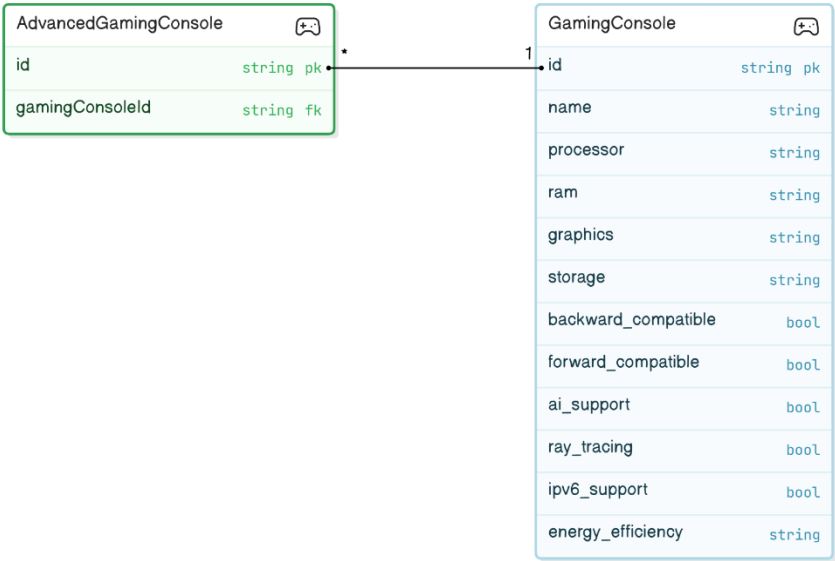 AdvancedGamingConsole
id string pk
gamingConsoleId string fk
* 1
GamingConsole
id string pk
name string
processor string
ram string
graphics string
storage string
backward_compatible bool
forward_compatible bool
ai_support bool
ray_tracing bool
ipv6_support bool
energy_efficiency string